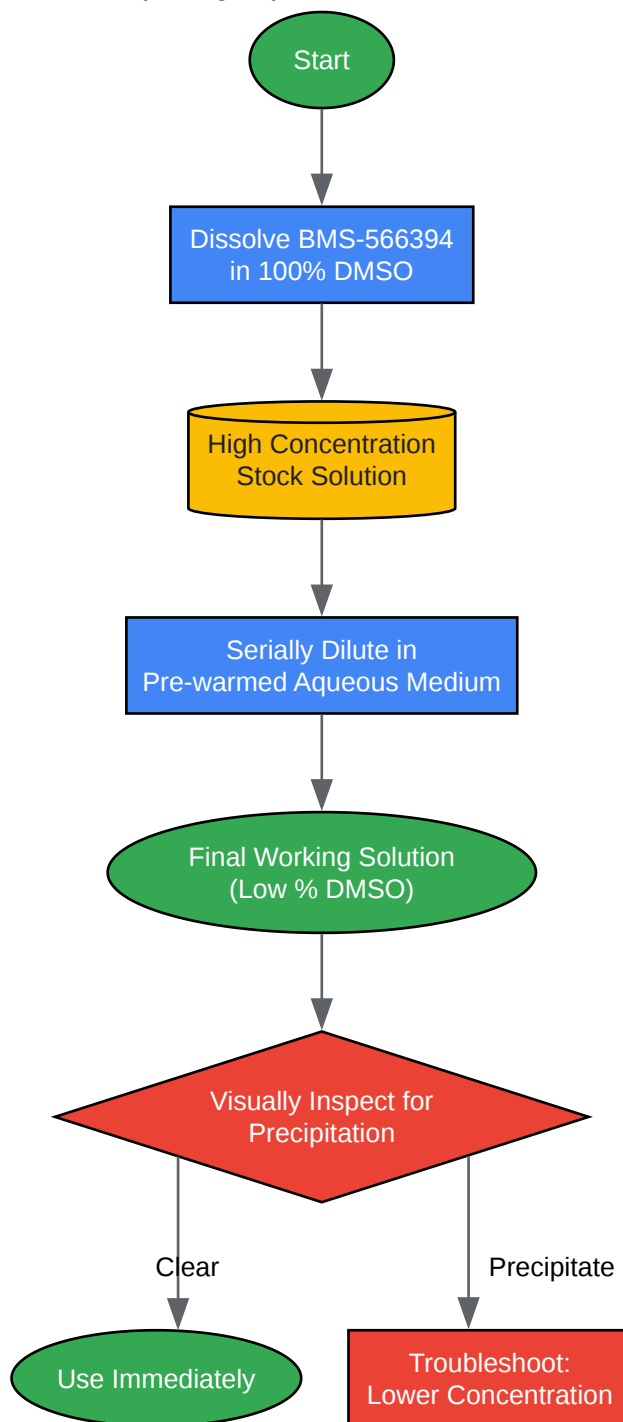 Start
Dissolve BMS-566394
in 100% DMSO
High Concentration
Stock Solution
Serially Dilute in
Pre-warmed Aqueous Medium
Final Working Solution
(Low % DMSO)
Visually Inspect for
Precipitation
Clear
Precipitate
Use Immediately
Troubleshoot:
Lower Concentration